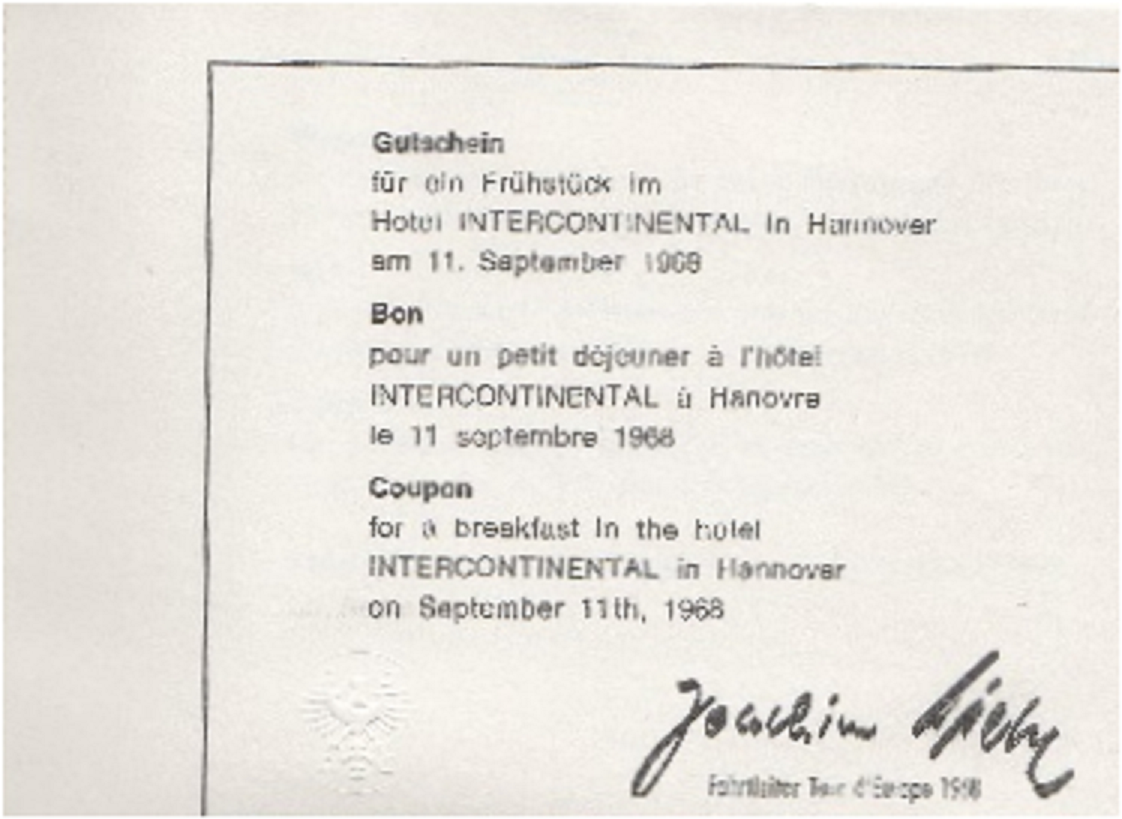 Gutschein
für ein Frühstück im
Hotel INTERCONTINENTAL in Hannover
am 11. September 1968
Bon
pour un petit déjeuner à l'hôtel
INTERCONTINENTAL à Hanovre
le 11 septembre 1968
Coupon
for a breakfast in the hotel
INTERCONTINENTAL in Hannover
on September 11th, 1968
Joachim
Fahrtleiter Tour d'Europe 1968